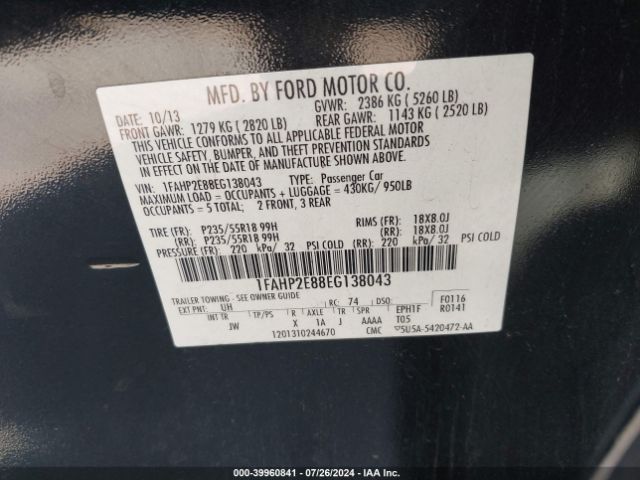 MFD. BY FORD MOTOR CO.
DATE: 10/13 GVWR: 2386 KG ( 5260 LB)
FRONT GAWR: 1279 KG ( 2820 LB) REAR GAWR: 1143 KG ( 2520 LB)
THIS VEHICLE CONFORMS TO ALL APPLICABLE FEDERAL MOTOR
VEHICLE SAFETY, BUMPER, AND THEFT PREVENTION STANDARDS
IN EFFECT ON THE DATE OF MANUFACTURE SHOWN ABOVE.
VIN: 1FAHP2E88EG138043 TYPE: Passenger Car
MAXIMUM LOAD = OCCUPANTS + LUGGAGE = 430KG/ 950LB
OCCUPANTS = 5 TOTAL: 2 FRONT, 3 REAR
TIRE (FR): P235/55R18 99H RIMS (FR): 18X8.0J
(RR): P235/55R18 99H (RR): 18X8.0J
PRESSURE (FR): 220 kPa/ 32 PSI COLD (RR): 220 kPa/ 32 PSI COLD
1FAHP2E88EG138043
TRAILER TOWING - SEE OWNER GUIDE
EXT PNT: UH RC: 74 DSO: F0116
INT TR TP/PS R AXLE TR SPR EPH1F R0141
JW X 1A J AAAA T05
1201310244670 CMC 5U5A-5420472-AA
000-39960841 - 07/26/2024 - IAA Inc.